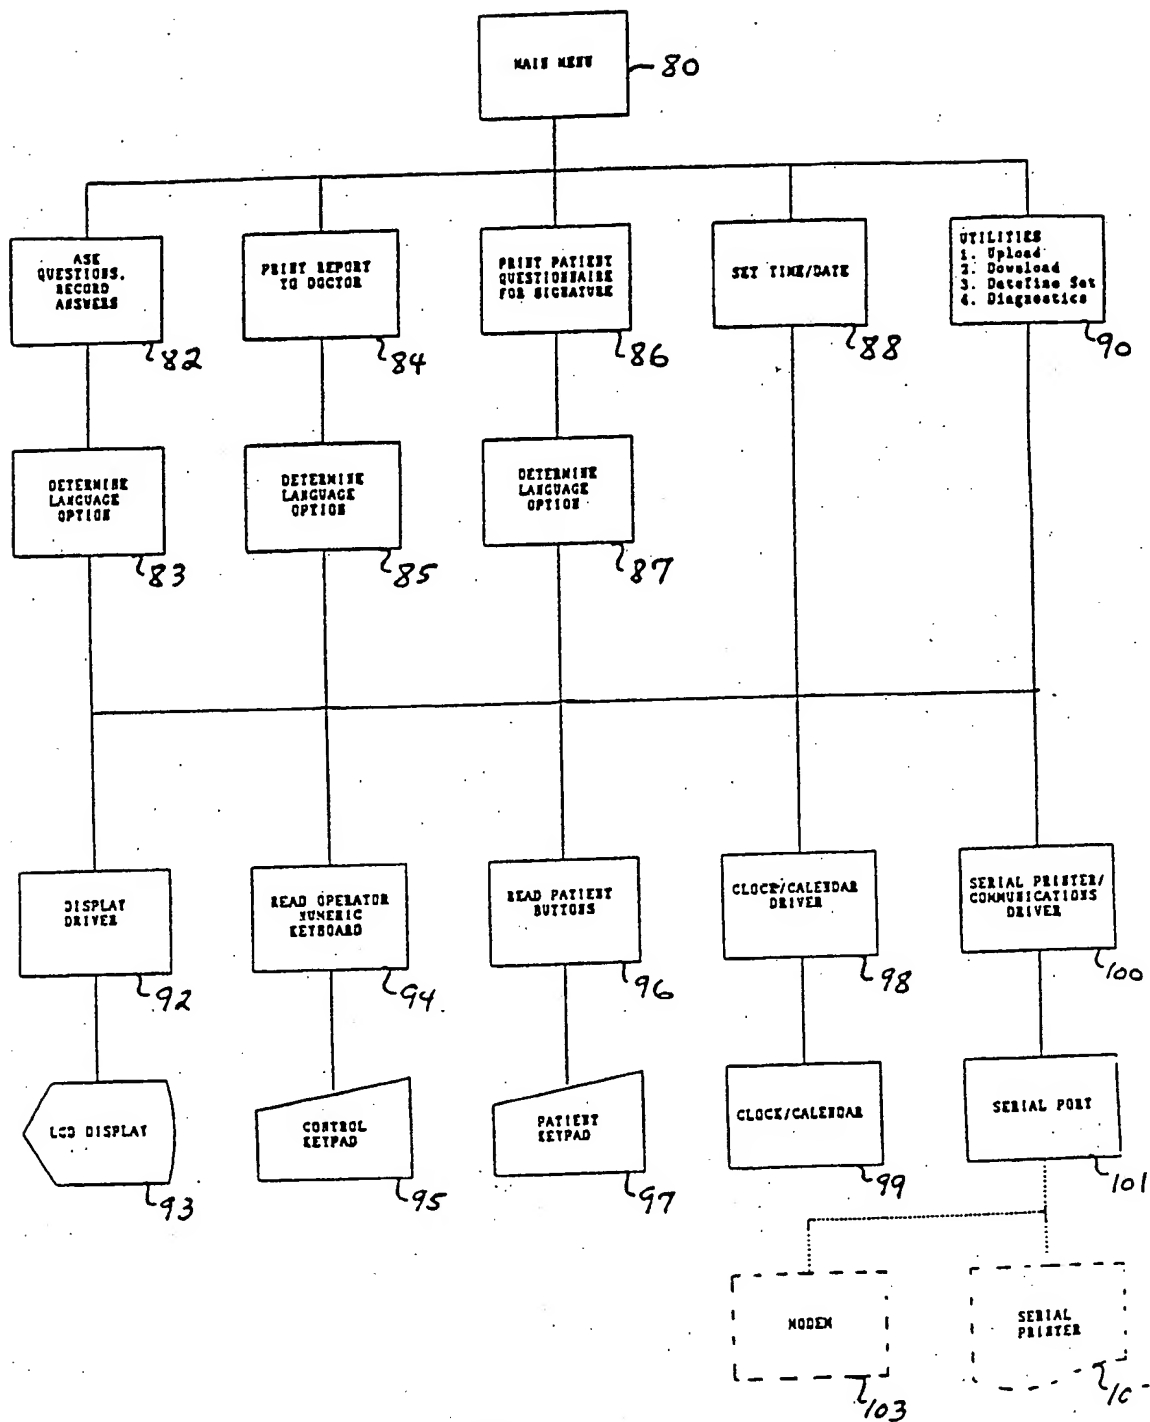 MAIN MENU
80
ASK
QUESTIONS,
RECORD
ANSWERS
82
PRINT REPORT
TO DOCTOR
84
PRINT PATIENT
QUESTIONNAIRE
FOR SIGNATURE
86
SET TIME/DATE
88
UTILITIES
1. Upload
2. Download
3. Date/Time Set
4. Diagnostics
90
DETERMINE
LANGUAGE
OPTION
83
DETERMINE
LANGUAGE
OPTION
85
DETERMINE
LANGUAGE
OPTION
87
DISPLAY
DRIVER
92
READ OPERATOR
NUMERIC
KEYBOARD
94
READ PATIENT
BUTTONS
96
CLOCK/CALENDAR
DRIVER
98
SERIAL PRINTER/
COMMUNICATIONS
DRIVER
100
LCD DISPLAY
93
CONTROL
KEYPAD
95
PATIENT
KEYPAD
97
CLOCK/CALENDAR
99
SERIAL PORT
101
MODEM
103
SERIAL
PRINTER